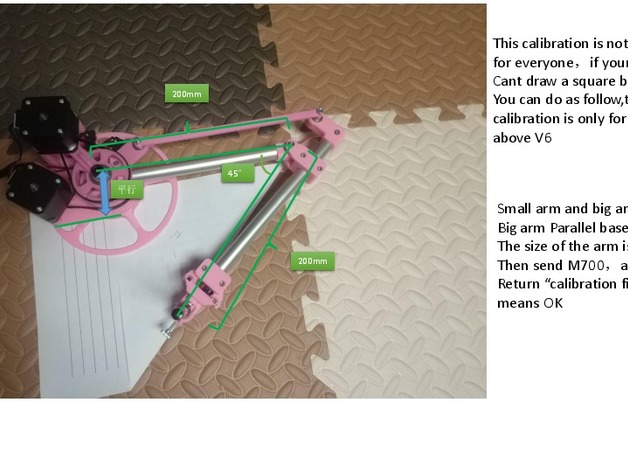 This calibration is not
for everyone，if your
Cant draw a square b
You can do as follow,t
calibration is only for
above V6
200mm
45°
平行
200mm
Small arm and big ar
Big arm Parallel base
The size of the arm is
Then send M700，a
Return “calibration fi
means OK